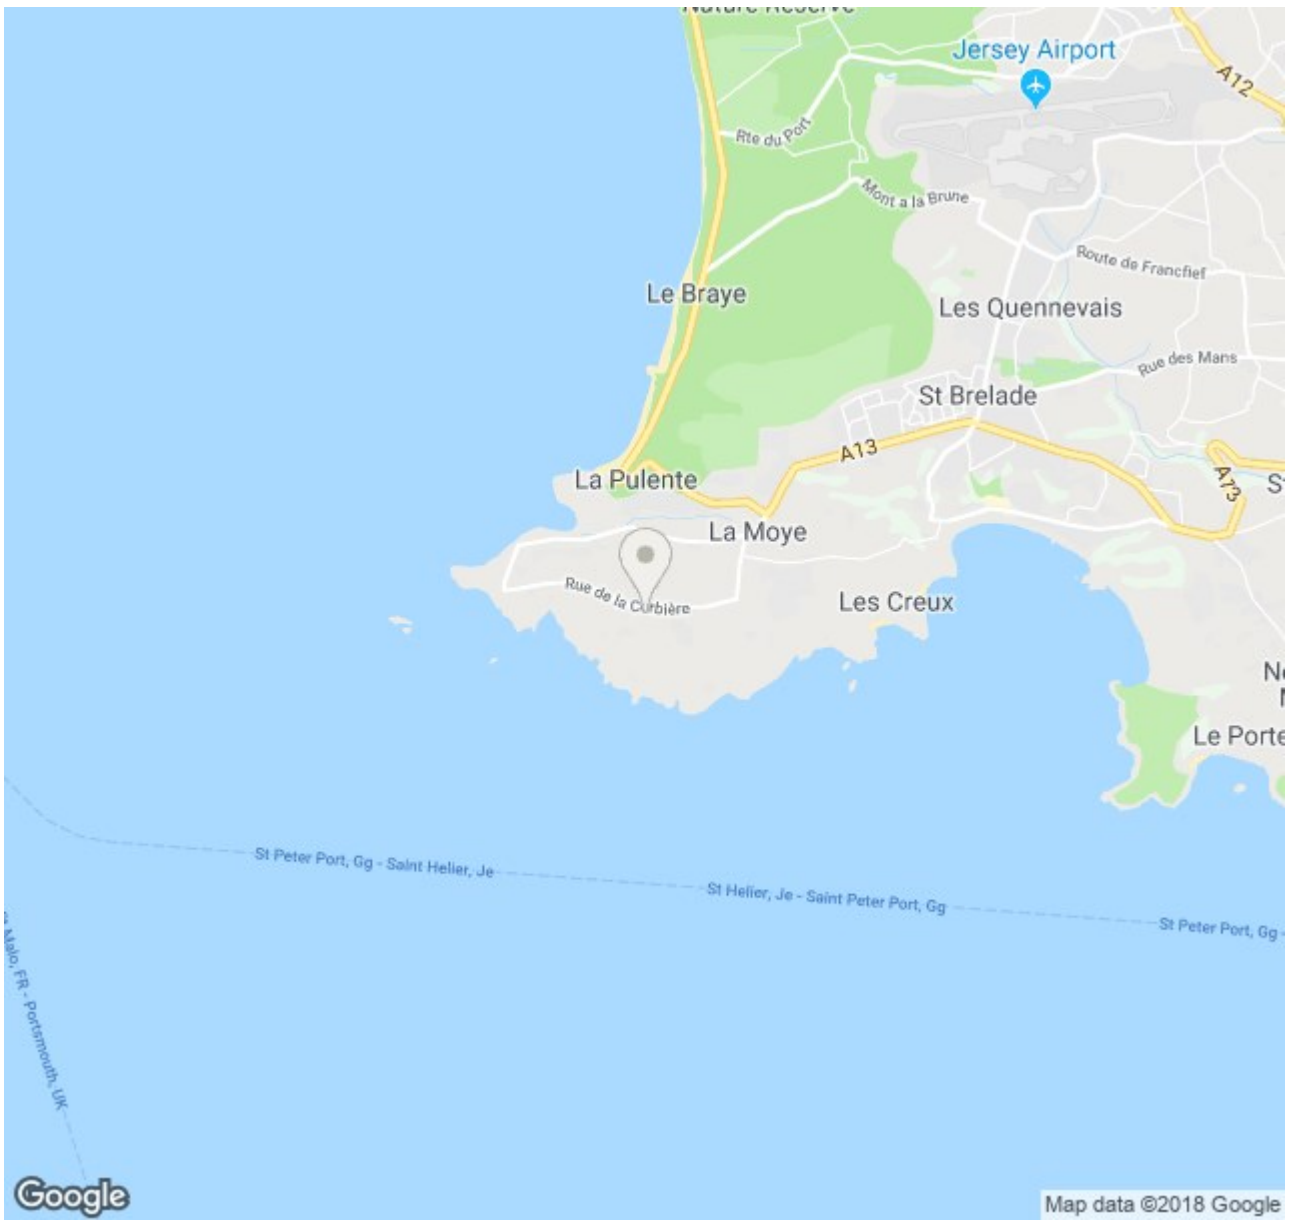 Nature Reserve
Jersey Airport
A12
Rte du Port
Mont a la Brune
Route de Francfief
Le Braye
Les Quennevais
Rue des Mans
St Brelade
A13
La Pulente
A13
La Moye
Rue de la Corbière
Les Creux
Le Porte
St Peter Port, Gg - Saint Helier, Je
St Helier, Je - Saint Peter Port, Gg
St Peter Port, Gg -
St Malo, FR - Portsmouth, UK
Google
Map data ©2018 Google